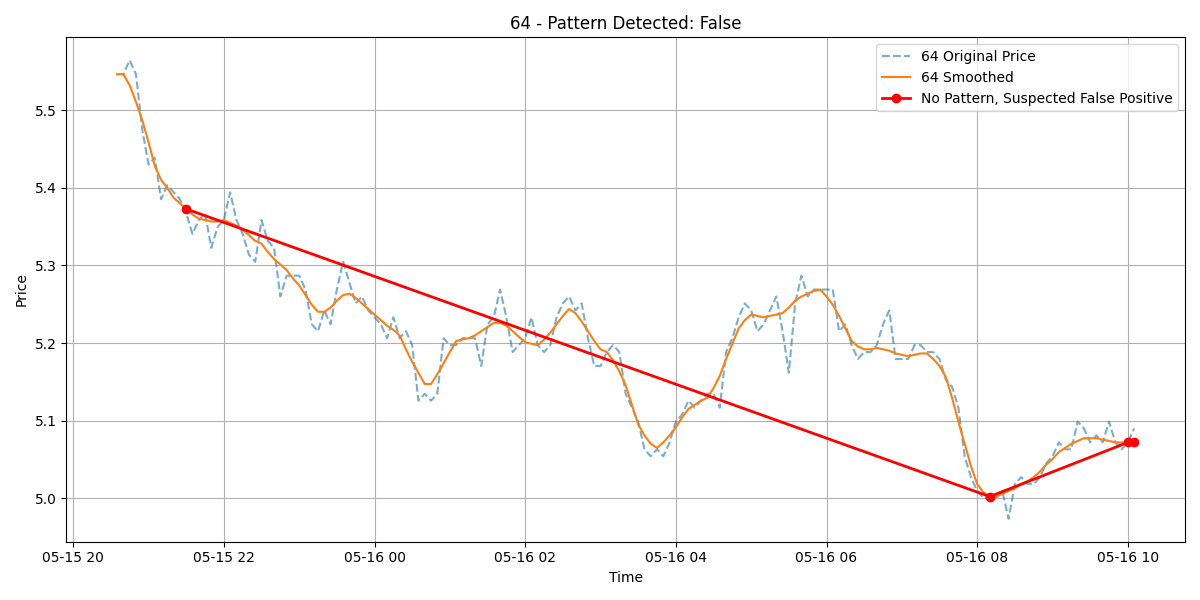 64 - Pattern Detected: False
64 Original Price
64 Smoothed
No Pattern, Suspected False Positive
Price
5.5
5.4
5.3
5.2
5.1
5.0
05-15 20
05-15 22
05-16 00
05-16 02
05-16 04
05-16 06
05-16 08
05-16 10
Time